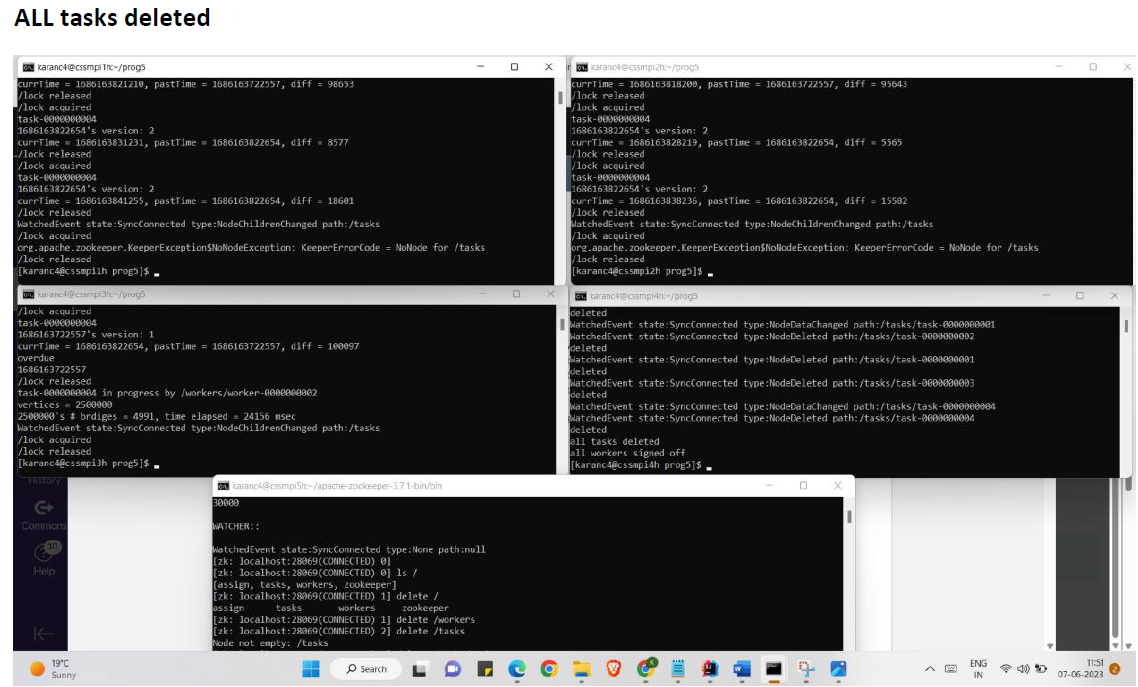 ALL tasks deleted
karanc4@cssmpi1h:~/prog5
currTime = 1686163821210, pastTime = 1686163722557, diff = 98653
/lock released
/lock acquired
task-0000000004
1686163822654's version: 2
currTime = 1686163831231, pastTime = 1686163822654, diff = 8577
/lock released
/lock acquired
task-0000000004
1686163822654's version: 2
currTime = 1686163841255, pastTime = 1686163822654, diff = 18601
/lock released
WatchedEvent state:SyncConnected type:NodeChildrenChanged path:/tasks
/lock acquired
org.apache.zookeeper.KeeperException$NoNodeException: KeeperErrorCode = NoNode for /tasks
/lock released
[karanc4@cssmpi1h prog5]$
karanc4@cssmpi2h:~/prog5
currTime = 1686163818200, pastTime = 1686163722557, diff = 95643
/lock released
/lock acquired
task-0000000004
1686163822654's version: 2
currTime = 1686163828219, pastTime = 1686163822654, diff = 5565
/lock released
/lock acquired
task-0000000004
1686163822654's version: 2
currTime = 1686163838236, pastTime = 1686163822654, diff = 15582
/lock released
WatchedEvent state:SyncConnected type:NodeChildrenChanged path:/tasks
/lock acquired
org.apache.zookeeper.KeeperException$NoNodeException: KeeperErrorCode = NoNode for /tasks
/lock released
[karanc4@cssmpi2h prog5]$
karanc4@cssmpi3h:~/prog5
/lock acquired
task-0000000004
1686163722557's version: 1
currTime = 1686163822654, pastTime = 1686163722557, diff = 100097
overdue
1686163722557
/lock released
task-0000000004 in progress by /workers/worker-0000000002
vertices = 2500000
2500000's # brdiges = 4991, time elapsed = 24156 msec
WatchedEvent state:SyncConnected type:NodeChildrenChanged path:/tasks
/lock acquired
/lock released
[karanc4@cssmpi3h prog5]$
karanc4@cssmpi4h:~/prog5
deleted
WatchedEvent state:SyncConnected type:NodeDataChanged path:/tasks/task-0000000001
WatchedEvent state:SyncConnected type:NodeDeleted path:/tasks/task-0000000002
deleted
WatchedEvent state:SyncConnected type:NodeDeleted path:/tasks/task-0000000001
deleted
WatchedEvent state:SyncConnected type:NodeDeleted path:/tasks/task-0000000003
deleted
WatchedEvent state:SyncConnected type:NodeDataChanged path:/tasks/task-0000000004
WatchedEvent state:SyncConnected type:NodeDeleted path:/tasks/task-0000000004
deleted
all tasks deleted
all workers signed off
[karanc4@cssmpi4h prog5]$
karanc4@cssmpi5h:~/apache-zookeeper-3.7.1-bin/bin
30000
WATCHER::
WatchedEvent state:SyncConnected type:None path:null
[zk: localhost:28069(CONNECTED) 0]
[zk: localhost:28069(CONNECTED) 0] ls /
[assign, tasks, workers, zookeeper]
[zk: localhost:28069(CONNECTED) 1] delete /
assign tasks workers zookeeper
[zk: localhost:28069(CONNECTED) 1] delete /workers
[zk: localhost:28069(CONNECTED) 2] delete /tasks
Node not empty: /tasks
History
Commons
10
Help
19°C
Sunny
Search
ENG
IN
11:51
07-06-2023
2